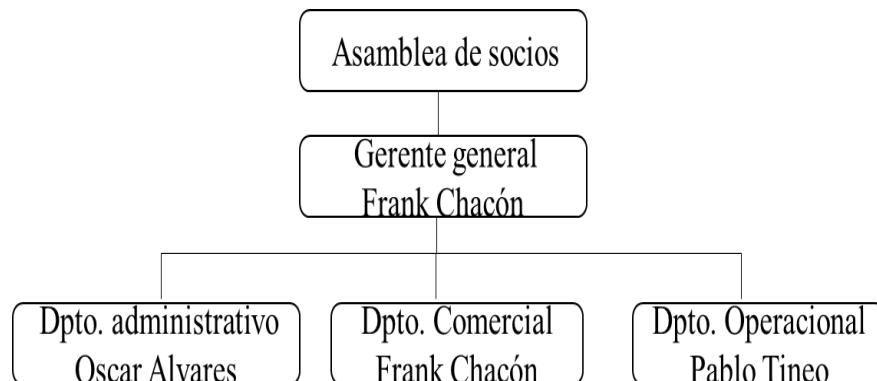 Asamblea de socios
Gerente general
Frank Chacón
Dpto. administrativo
Oscar Alvares
Dpto. Comercial
Frank Chacón
Dpto. Operacional
Pablo Tineo